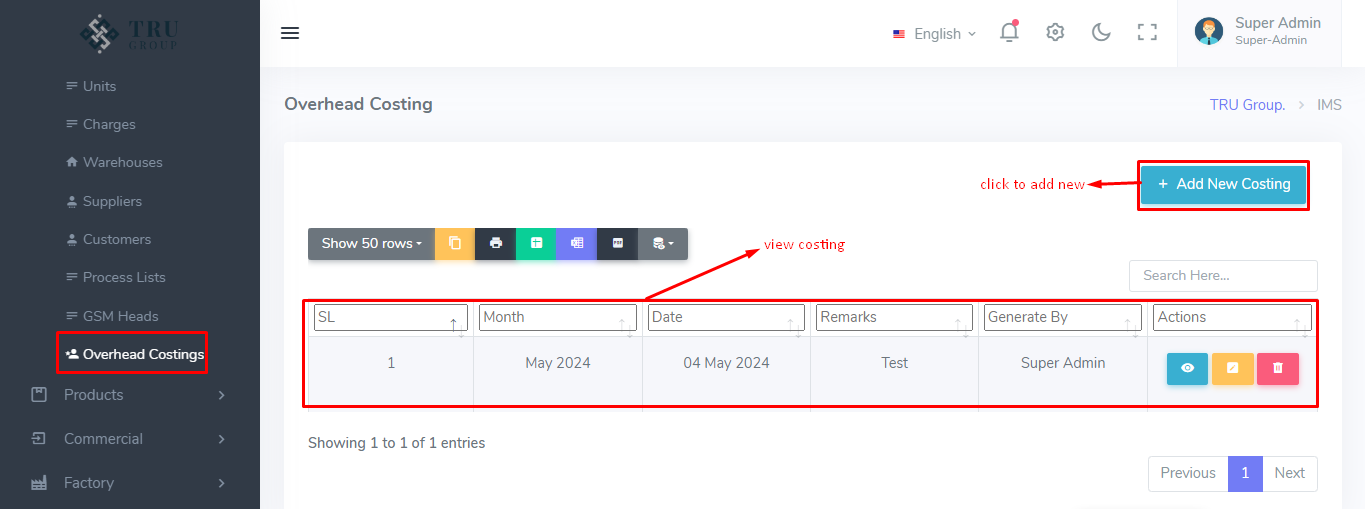 TRU
GROUP
English
Super Admin
Super-Admin
Units
Charges
Warehouses
Suppliers
Customers
Process Lists
GSM Heads
Overhead Costings
Products
Commercial
Factory
Overhead Costing
TRU Group. > IMS
click to add new
+ Add New Costing
Show 50 rows
PDF
view costing
Search Here...
SL Month Date Remarks Generate By Actions
1 May 2024 04 May 2024 Test Super Admin
Showing 1 to 1 of 1 entries
Previous 1 Next